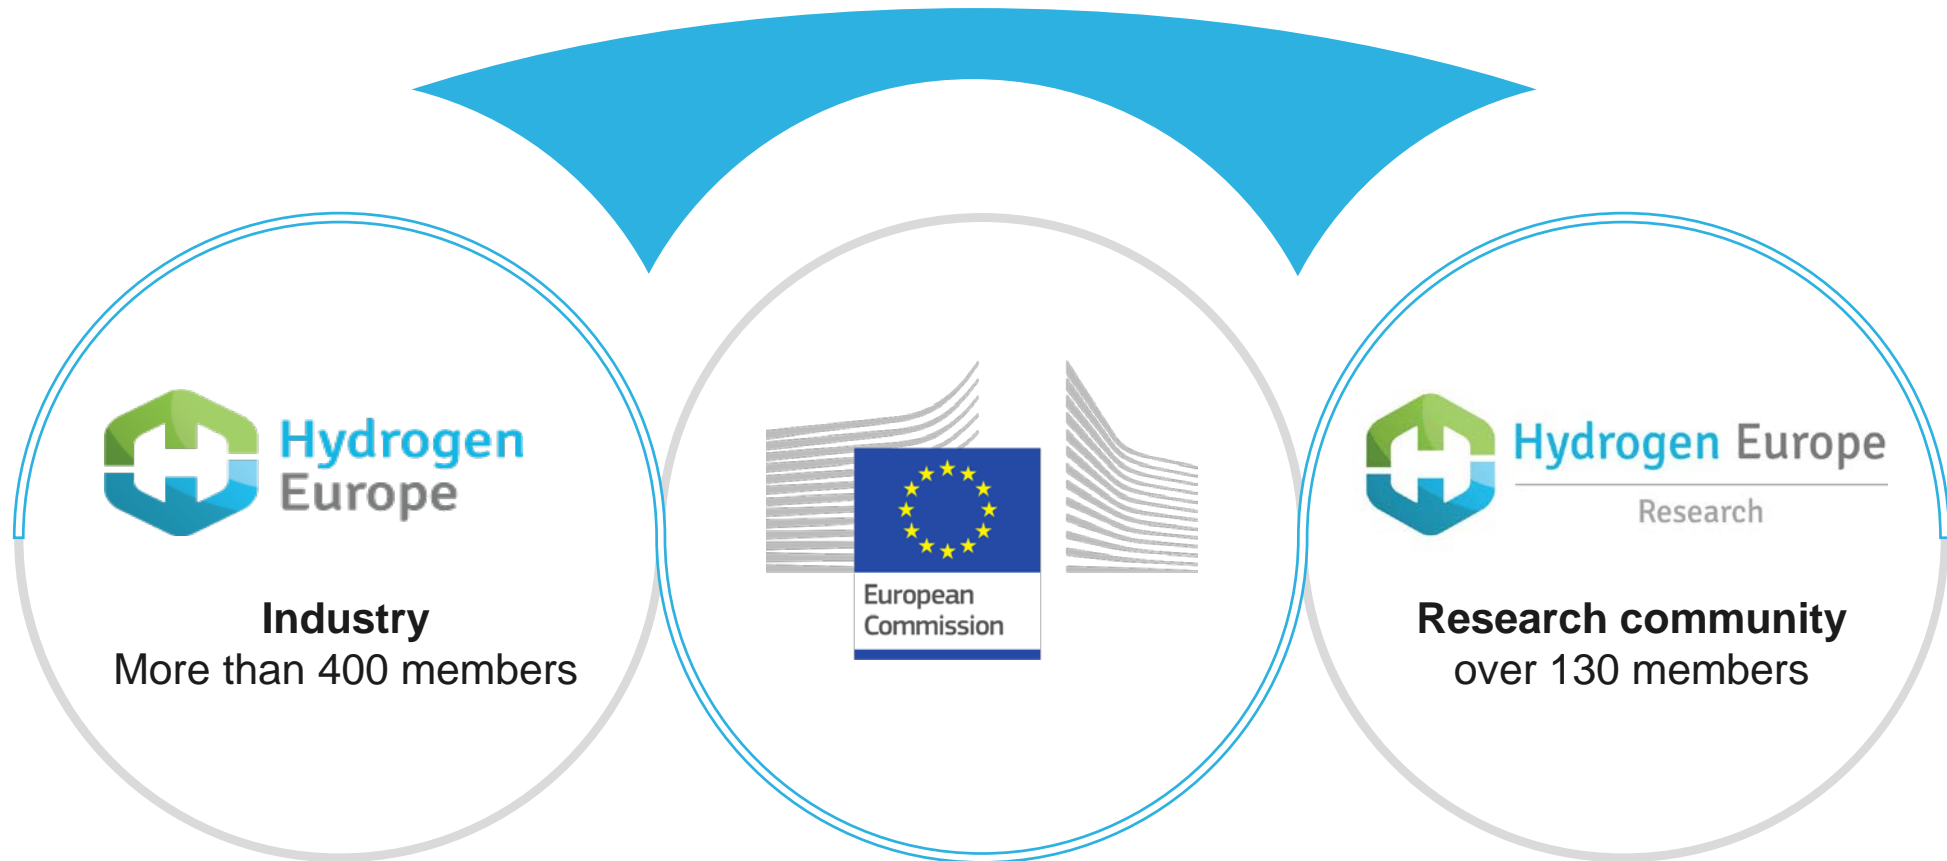 Hydrogen
Europe
Industry
More than 400 members
European
Commission
Hydrogen Europe
Research
Research community
over 130 members